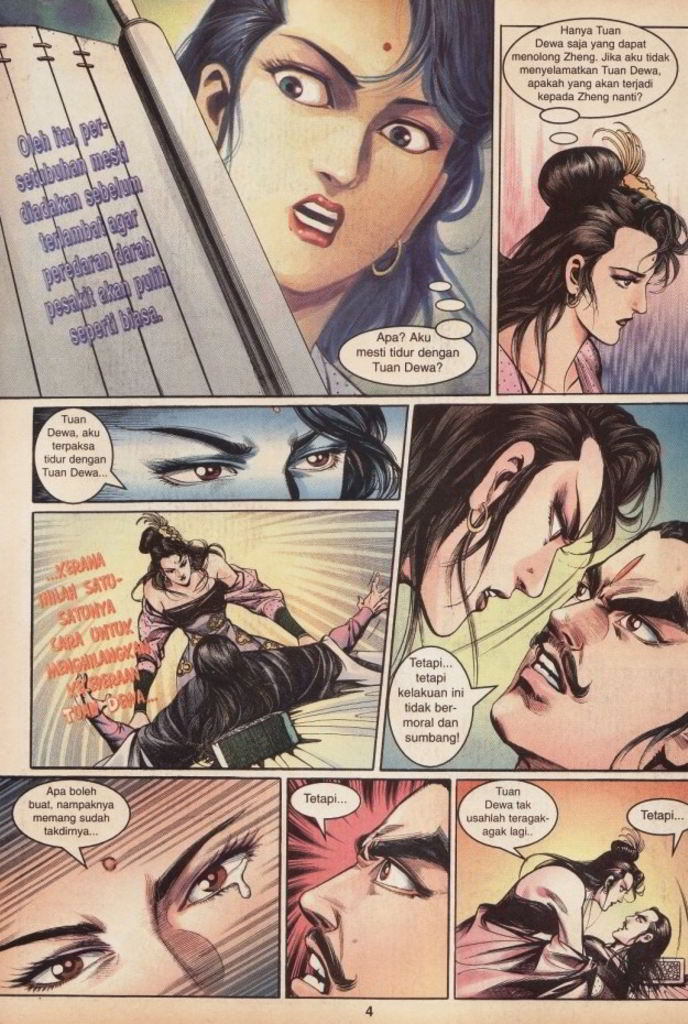 Oleh itu, per-
setubuhan mesti
diadakan sebelum
terlambat agar
peredaran darah
pesakit akan pulih
seperti biasa.
Apa? Aku
mesti tidur dengan
Tuan Dewa?
Hanya Tuan
Dewa saja yang dapat
menolong Zheng. Jika aku tidak
menyelamatkan Tuan Dewa,
apakah yang akan terjadi
kepada Zheng nanti?
Tuan
Dewa, aku
terpaksa
tidur dengan
Tuan Dewa...
...KERANA
INILAH SATU-
SATUNYA
CARA UNTUK
MENGHILANGKAN
TUAN DEWA...
Tetapi...
tetapi
kelakuan ini
tidak ber-
moral dan
sumbang!
Apa boleh
buat, nampaknya
memang sudah
takdirnya...
Tetapi...
Tuan
Dewa tak
usahlah teragak-
agak lagi..
Tetapi...
4